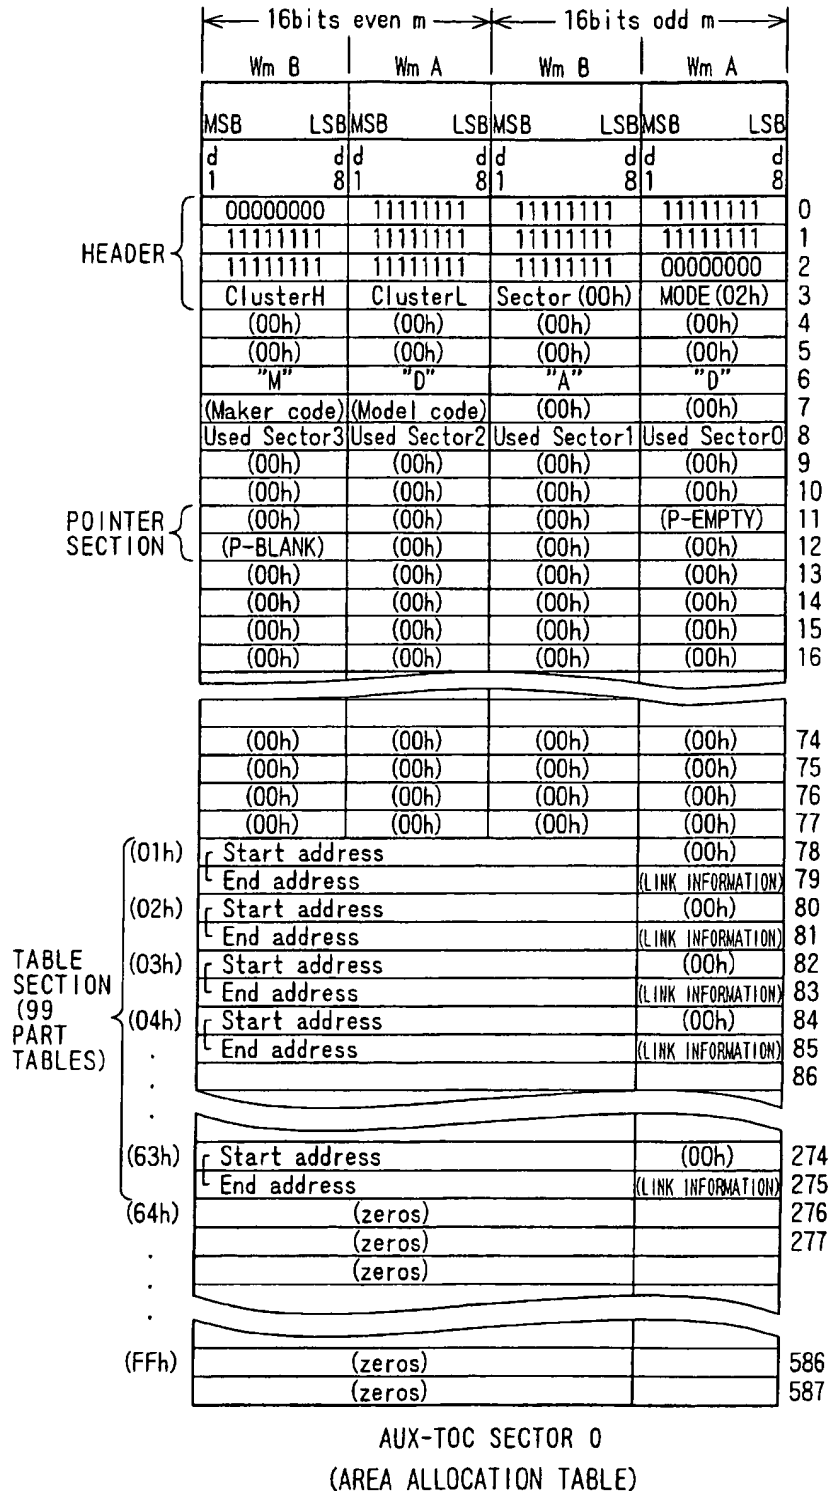 16bits even m 16bits odd m
Wm B Wm A Wm B Wm A
MSB LSB MSB LSB MSB LSB MSB LSB
d d d d d d d d
1 8 1 8 1 8 1 8
HEADER
00000000 11111111 11111111 11111111 0
11111111 11111111 11111111 11111111 1
11111111 11111111 11111111 00000000 2
ClusterH ClusterL Sector(00h) MODE(02h) 3
(00h) (00h) (00h) (00h) 4
(00h) (00h) (00h) (00h) 5
"M" "D" "A" "D" 6
(Maker code) (Model code) (00h) (00h) 7
Used Sector3 Used Sector2 Used Sector1 Used Sector0 8
(00h) (00h) (00h) (00h) 9
(00h) (00h) (00h) (00h) 10
POINTER SECTION
(00h) (00h) (00h) (P-EMPTY) 11
(P-BLANK) (00h) (00h) (00h) 12
(00h) (00h) (00h) (00h) 13
(00h) (00h) (00h) (00h) 14
(00h) (00h) (00h) (00h) 15
(00h) (00h) (00h) (00h) 16
(00h) (00h) (00h) (00h) 74
(00h) (00h) (00h) (00h) 75
(00h) (00h) (00h) (00h) 76
(00h) (00h) (00h) (00h) 77
TABLE
SECTION
(99
PART
TABLES)
(01h) Start address (00h) 78
End address (LINK INFORMATION) 79
(02h) Start address (00h) 80
End address (LINK INFORMATION) 81
(03h) Start address (00h) 82
End address (LINK INFORMATION) 83
(04h) Start address (00h) 84
End address (LINK INFORMATION) 85
86
(63h) Start address (00h) 274
End address (LINK INFORMATION) 275
(64h) (zeros) 276
(zeros) 277
(zeros)
(FFh) (zeros) 586
(zeros) 587
AUX-TOC SECTOR 0
(AREA ALLOCATION TABLE)